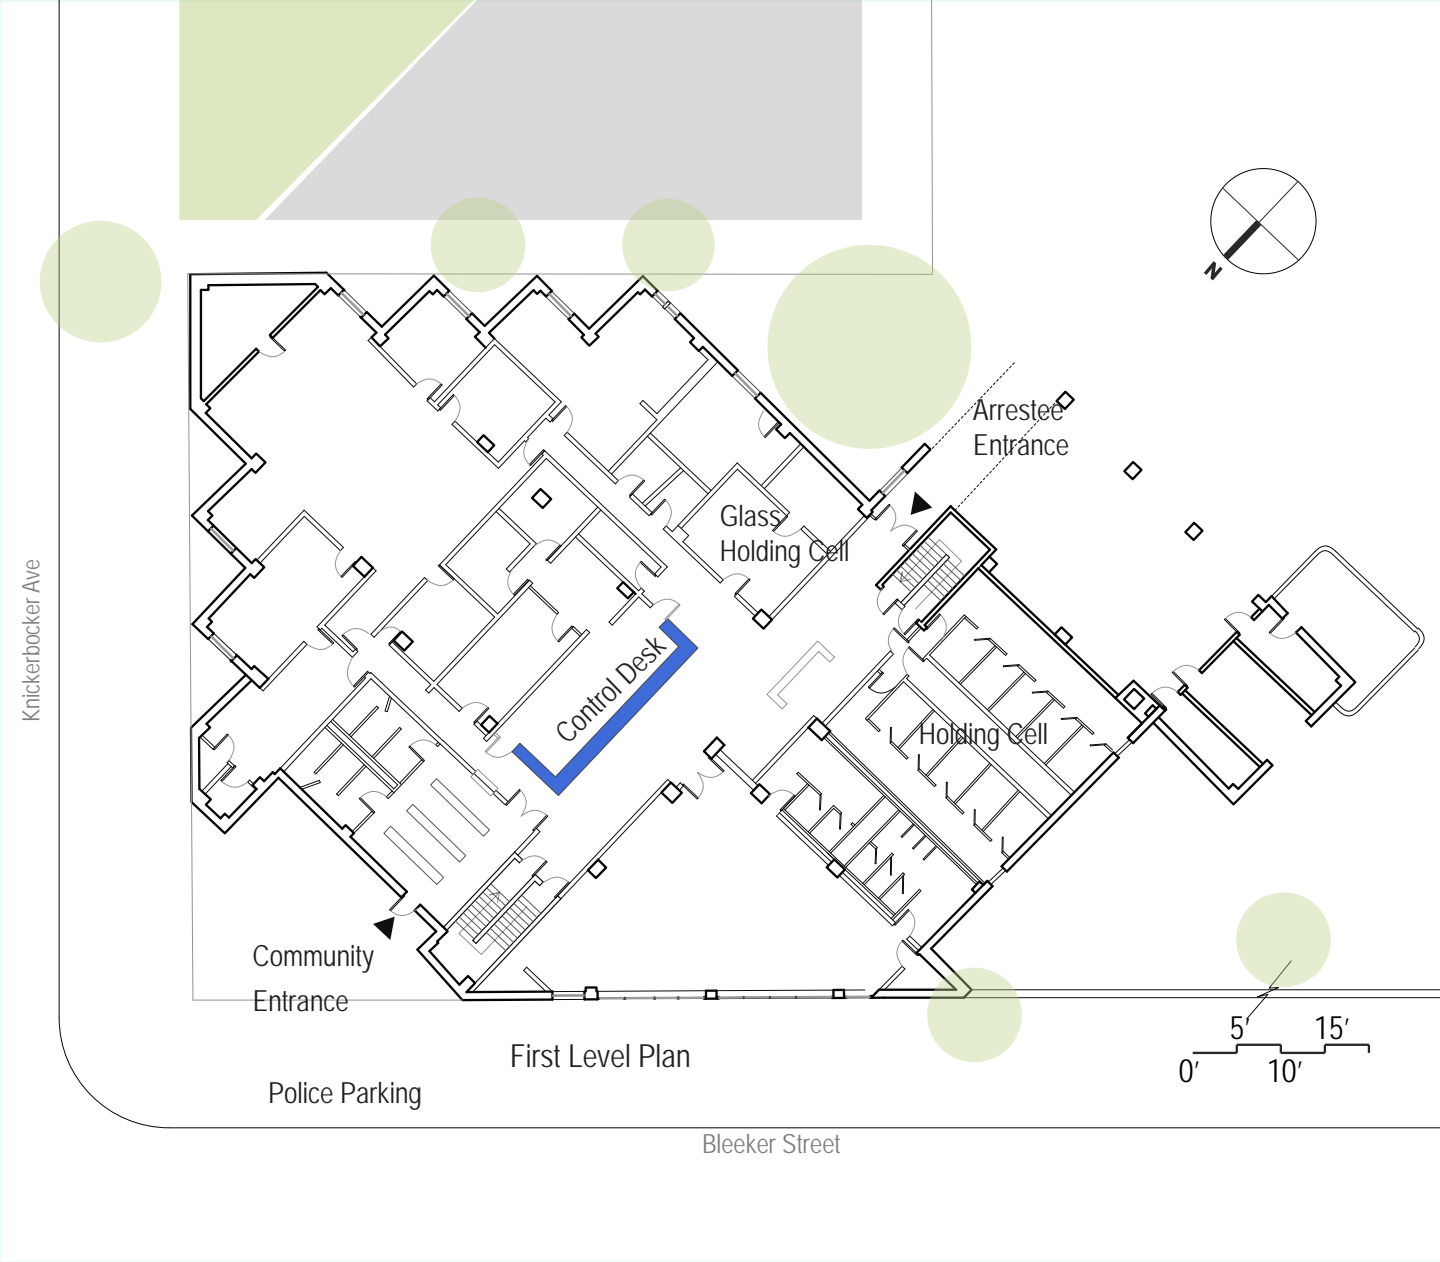 N
Arrestee
Entrance
Glass
Holding Cell
Knickerbocker Ave
Control Desk
Holding Cell
Community
Entrance
First Level Plan
5' 15'
0' 10'
Police Parking
Bleeker Street